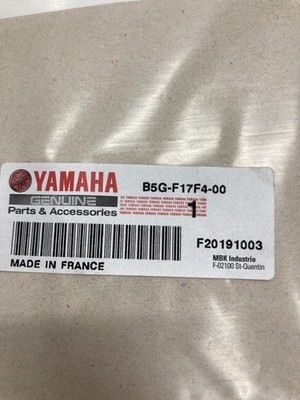 YAMAHA
GENUINE
Parts & Accessories
B5G-F17F4-00
1
F20191003
MADE IN FRANCE
MBK Industrie
F-02100 St-Quentin